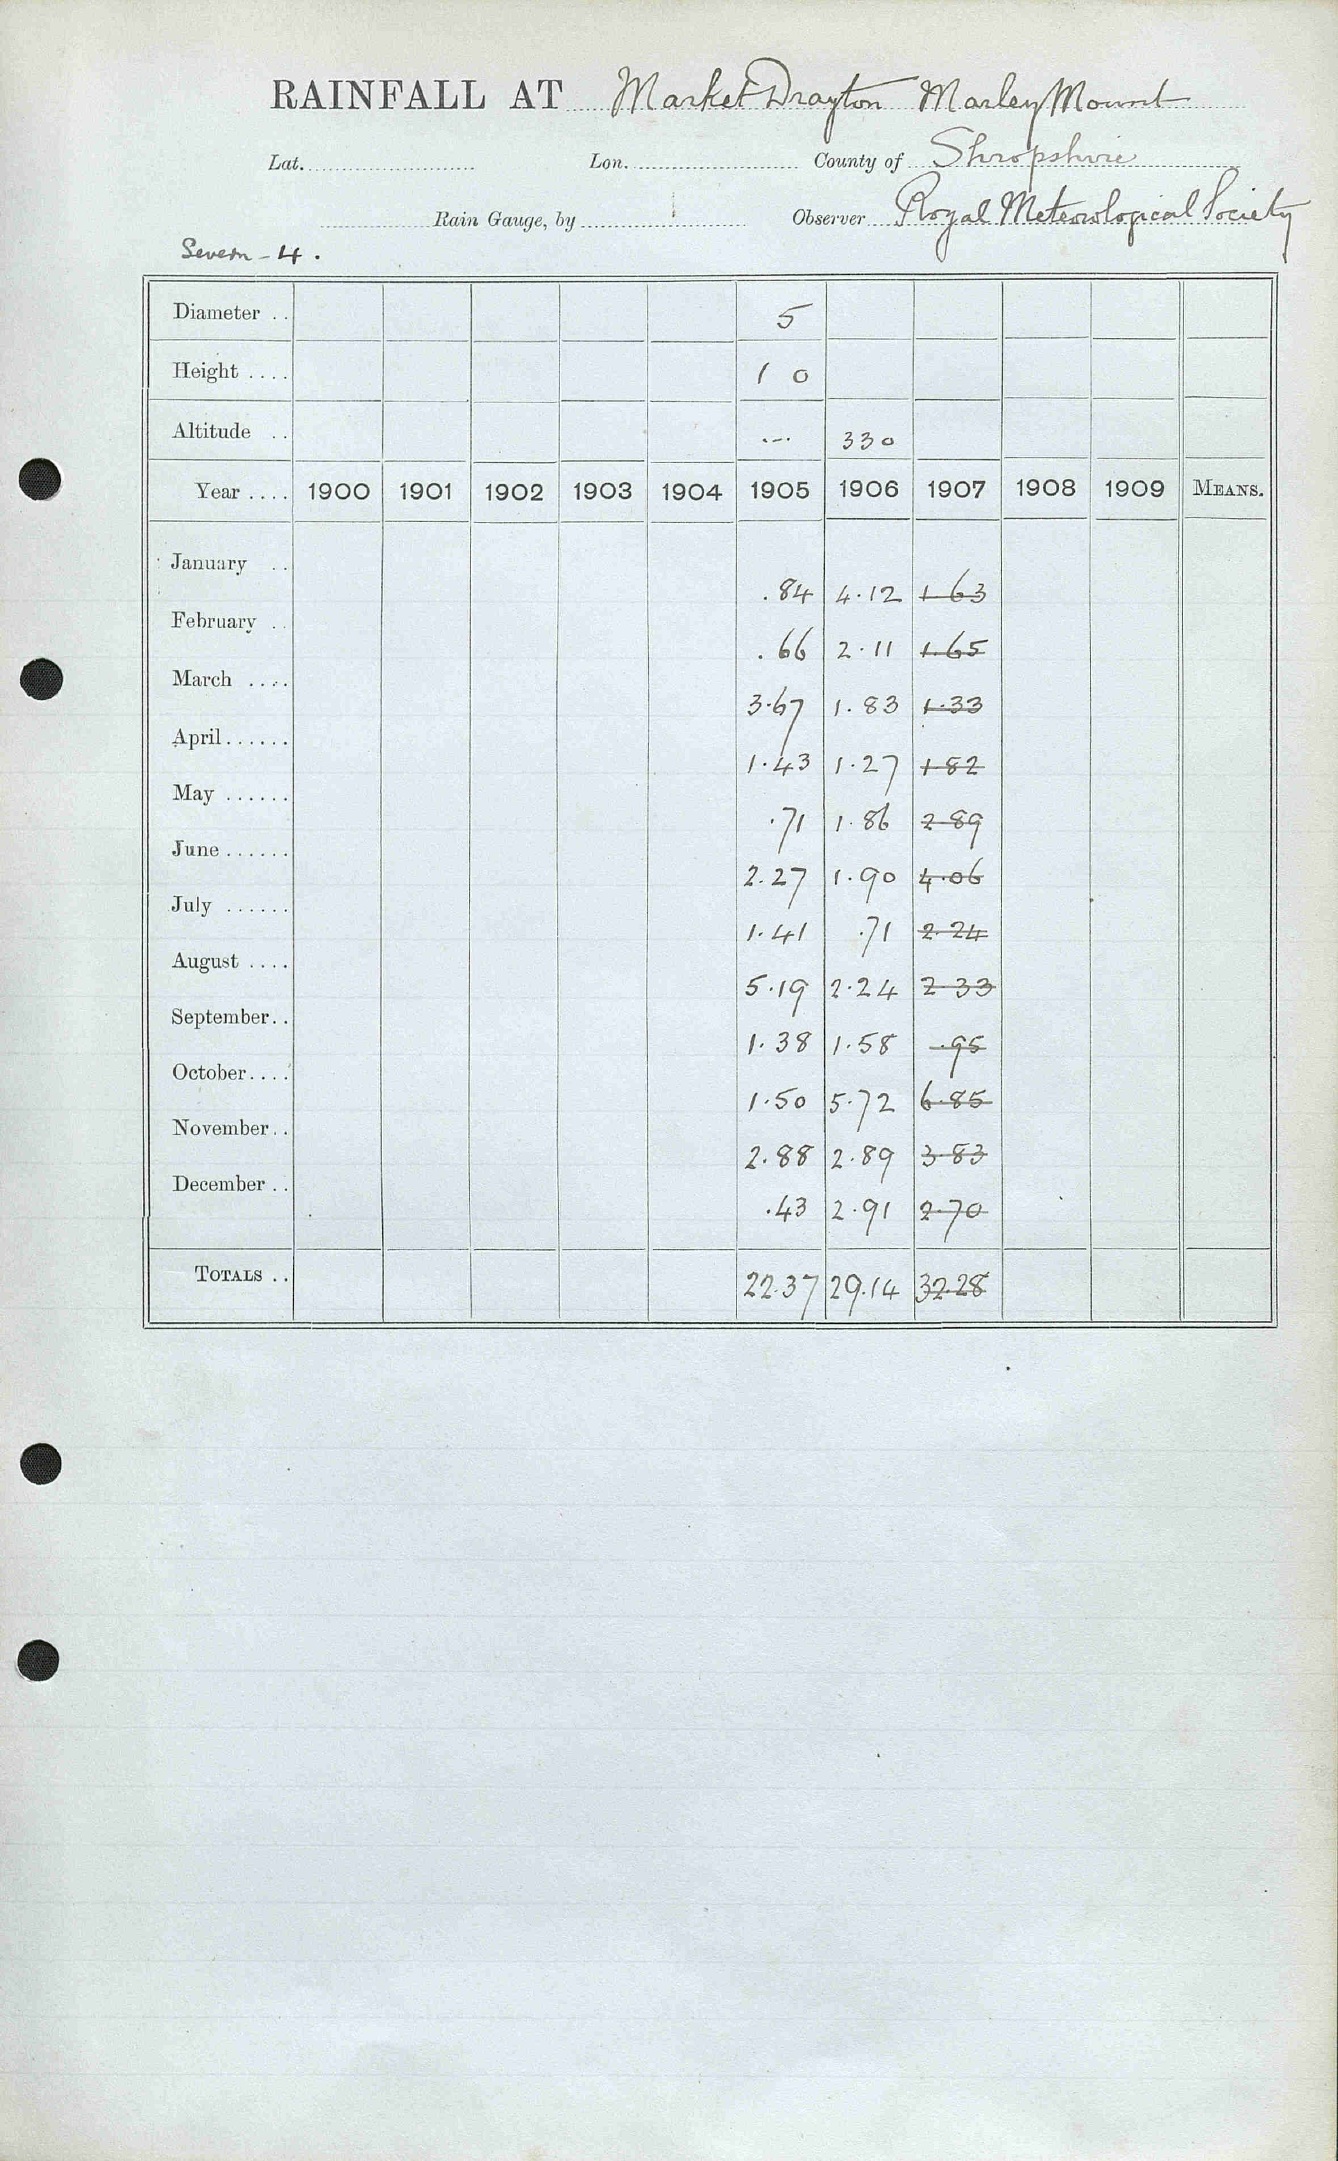 RAINFALL AT Market Drayton Marley Mount
Lat. Lon. County of Shropshire
Rain Gauge, by Observer Royal Meteorological Society
Severn - 4.
Diameter .. 5
Height .... 1 0
Altitude .. --- 330
Year .... 1900 1901 1902 1903 1904 1905 1906 1907 1908 1909 MEANS.
January .. .84 4.12 1.63
February .. .66 2.11 1.65
March .... 3.67 1.83 1.33
April...... 1.43 1.27 1.82
May ...... .71 1.86 2.89
June ...... 2.27 1.90 4.06
July ...... 1.41 .71 2.24
August .... 5.19 2.24 2.33
September.. 1.38 1.58 .95
October.... 1.50 5.72 6.85
November.. 2.88 2.89 3.83
December .. .43 2.91 2.70
TOTALS .. 22.37 29.14 32.28